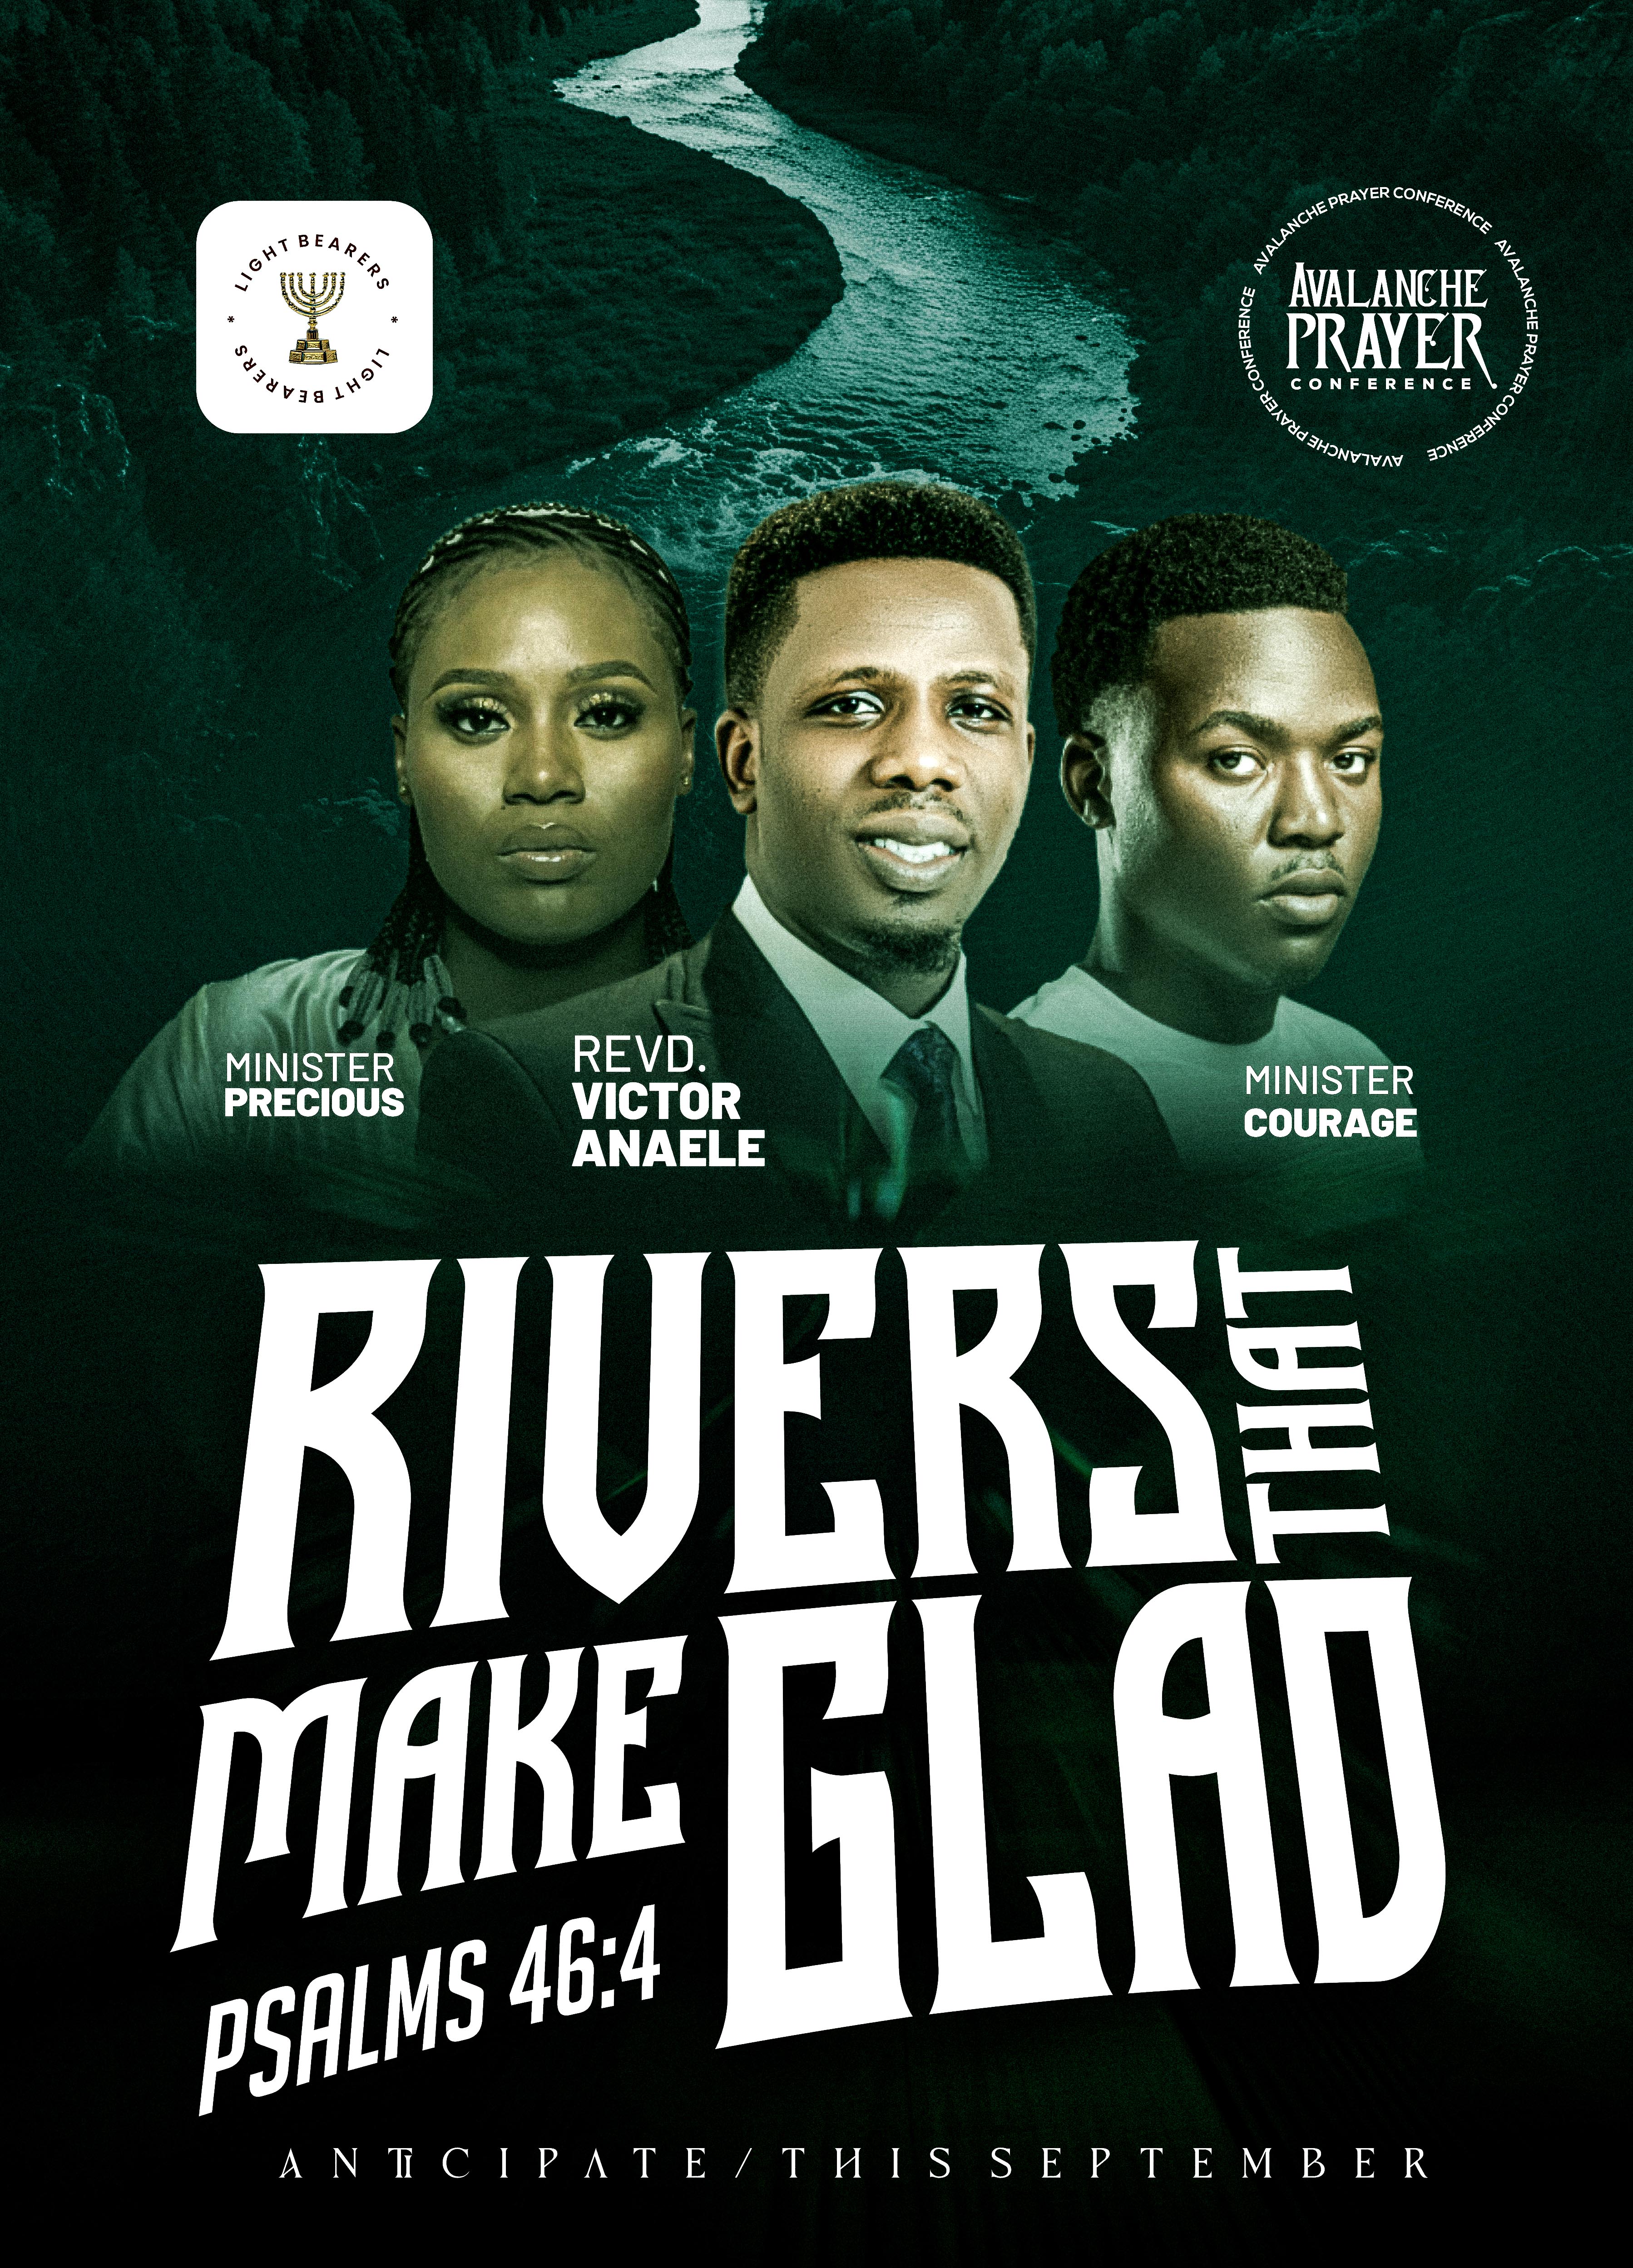 LIGHT BEARERS * LIGHT BEARERS *
AVALANCHE PRAYER CONFERENCE AVALANCHE PRAYER CONFERENCE AVALANCHE PRAYER CONFERENCE
AVALANCHE
PRAYER
CONFERENCE
MINISTER
PRECIOUS
REVD.
VICTOR
ANAELE
MINISTER
COURAGE
RIVERS THAT
MAKE GLAD
PSALMS 46:4
ANTICIPATE/THIS SEPTEMBER